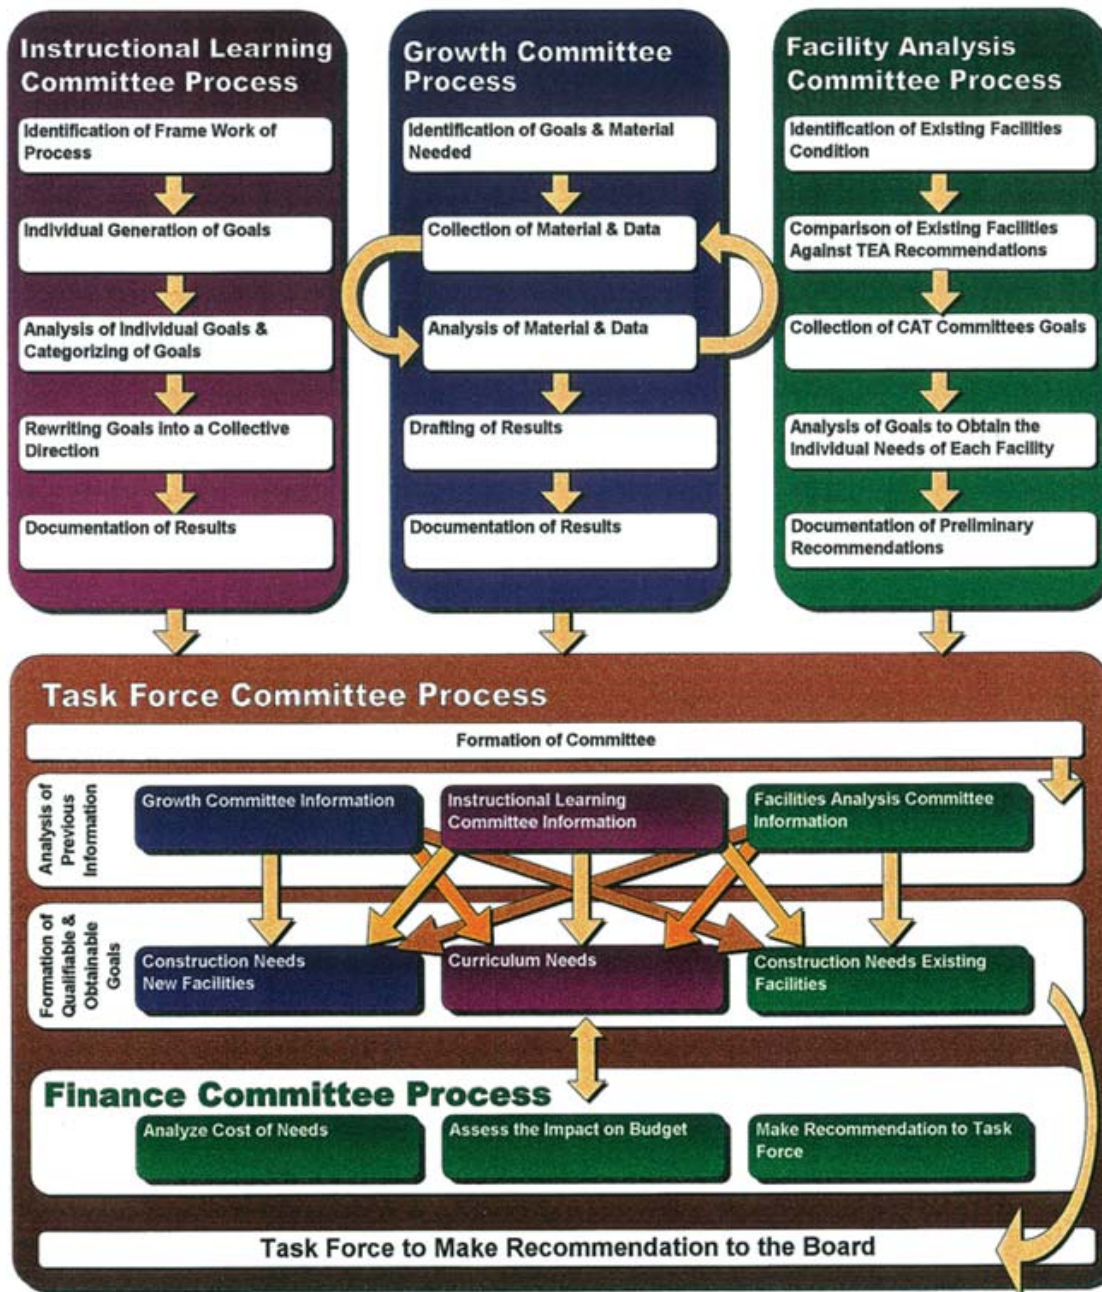 Instructional Learning
Committee Process
Identification of Frame Work of
Process
Individual Generation of Goals
Analysis of Individual Goals &
Categorizing of Goals
Rewriting Goals into a Collective
Direction
Documentation of Results
Growth Committee
Process
Identification of Goals & Material
Needed
Collection of Material & Data
Analysis of Material & Data
Drafting of Results
Documentation of Results
Facility Analysis
Committee Process
Identification of Existing Facilities
Condition
Comparison of Existing Facilities
Against TEA Recommendations
Collection of CAT Committees Goals
Analysis of Goals to Obtain the
Individual Needs of Each Facility
Documentation of Preliminary
Recommendations
Task Force Committee Process
Formation of Committee
Analysis of
Previous
Information
Growth Committee Information
Instructional Learning
Committee Information
Facilities Analysis Committee
Information
Formation of
Qualifiable &
Obtainable
Goals
Construction Needs
New Facilities
Curriculum Needs
Construction Needs Existing
Facilities
Finance Committee Process
Analyze Cost of Needs
Assess the Impact on Budget
Make Recommendation to Task
Force
Task Force to Make Recommendation to the Board